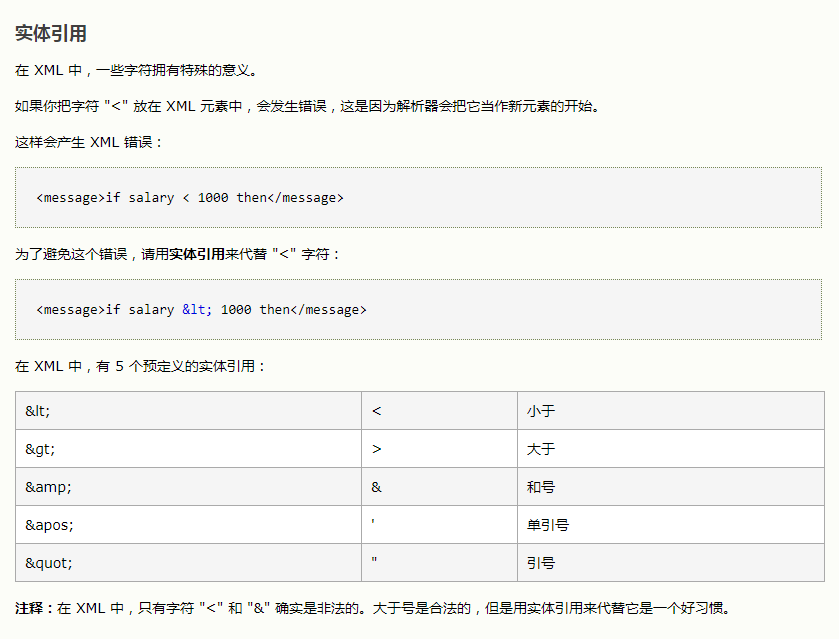 实体引用
在 XML 中，一些字符拥有特殊的意义。
如果你把字符 "<" 放在 XML 元素中，会发生错误，这是因为解析器会把它当作新元素的开始。
这样会产生 XML 错误：
<message>if salary < 1000 then</message>
为了避免这个错误，请用实体引用来代替 "<" 字符：
<message>if salary &lt; 1000 then</message>
在 XML 中，有 5 个预定义的实体引用：
&lt; < 小于
&gt; > 大于
&amp; & 和号
&apos; ' 单引号
&quot; " 引号
注释：在 XML 中，只有字符 "<" 和 "&" 确实是非法的。大于号是合法的，但是用实体引用来代替它是一个好习惯。